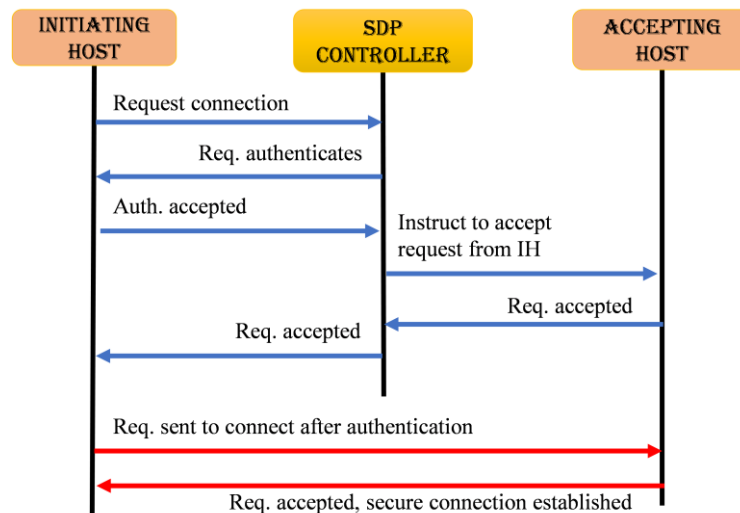 INITIATING
HOST
SDP
CONTROLLER
ACCEPTING
HOST
Request connection
Req. authenticates
Auth. accepted
Instruct to accept
request from IH
Req. accepted
Req. accepted
Req. sent to connect after authentication
Req. accepted, secure connection established